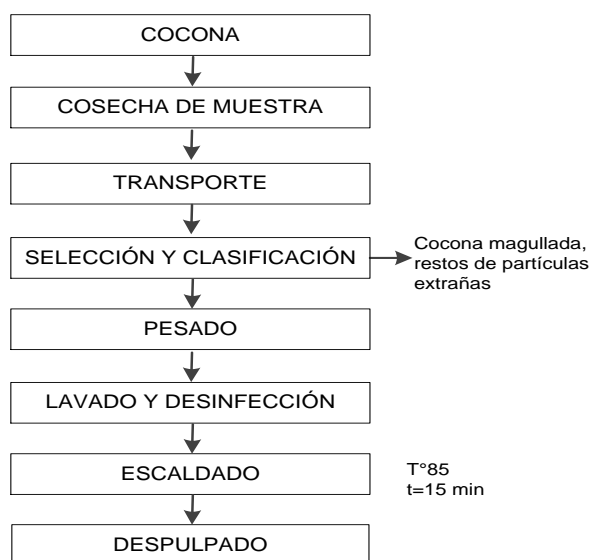 COCONA
COSECHA DE MUESTRA
TRANSPORTE
SELECCIÓN Y CLASIFICACIÓN
Cocona magullada,
restos de partículas
extrañas
PESADO
LAVADO Y DESINFECCIÓN
ESCALDADO
T°85
t=15 min
DESPULPADO